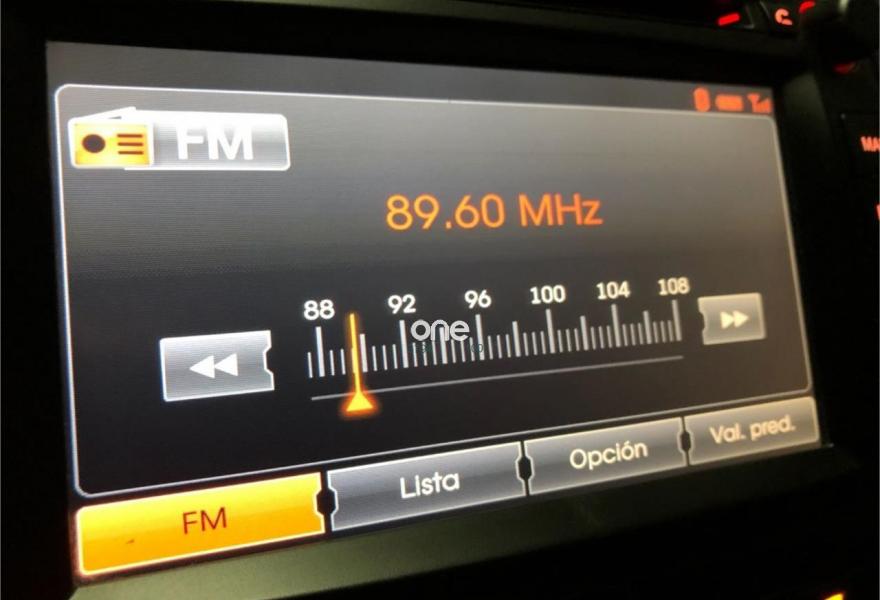 FM
89.60 MHz
88 92 96 100 104 108
one
FM Lista Opción Val. pred.